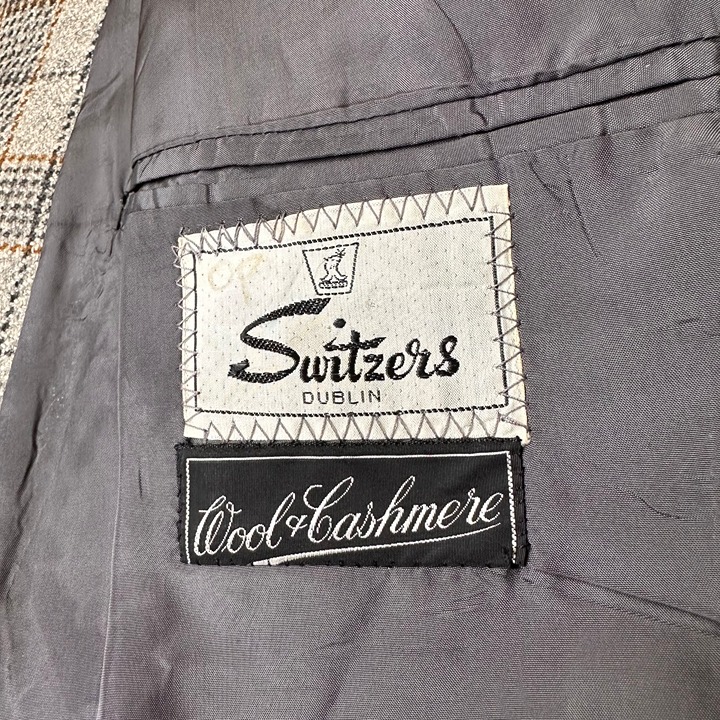 Switzers
DUBLIN
Wool & Cashmere